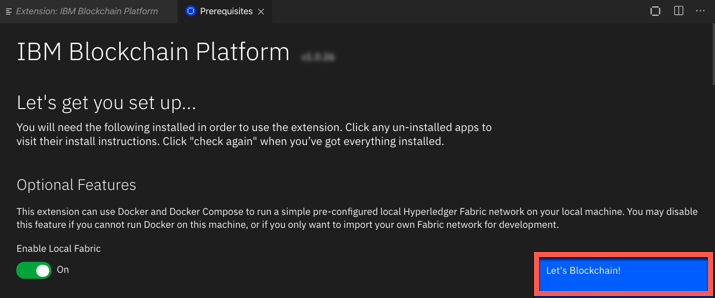 Extension: IBM Blockchain Platform
Prerequisites
IBM Blockchain Platform
Let's get you set up...
You will need the following installed in order to use the extension. Click any un-installed apps to
visit their install instructions. Click "check again" when you've got everything installed.
Optional Features
This extension can use Docker and Docker Compose to run a simple pre-configured local Hyperledger Fabric network on your local machine. You may disable
this feature if you cannot run Docker on this machine, or if you only want to import your own Fabric network for development.
Enable Local Fabric
On
Let's Blockchain!